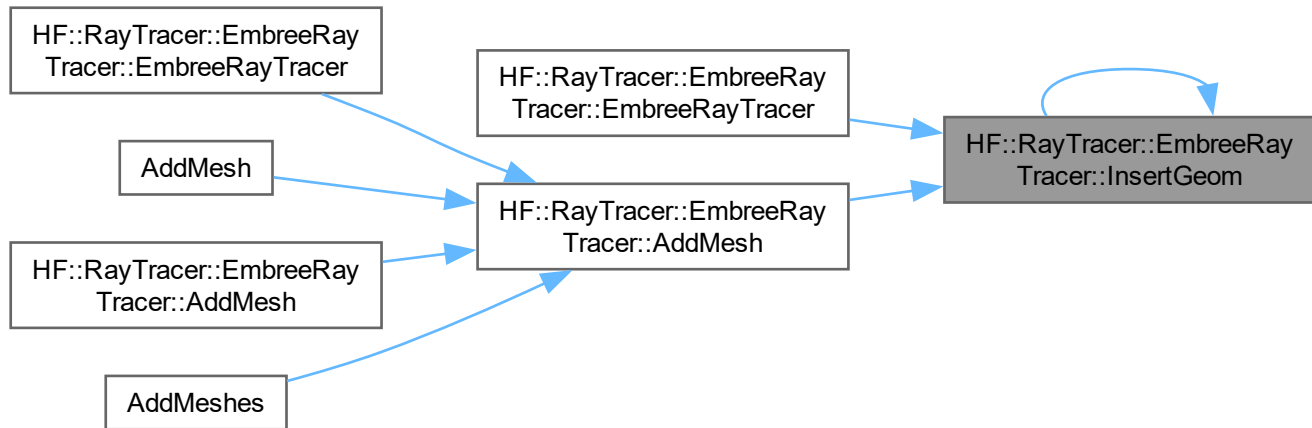 HF::RayTracer::EmbreeRay
Tracer::EmbreeRayTracer
AddMesh
HF::RayTracer::EmbreeRay
Tracer::AddMesh
AddMeshes
HF::RayTracer::EmbreeRay
Tracer::EmbreeRayTracer
HF::RayTracer::EmbreeRay
Tracer::AddMesh
HF::RayTracer::EmbreeRay
Tracer::InsertGeom